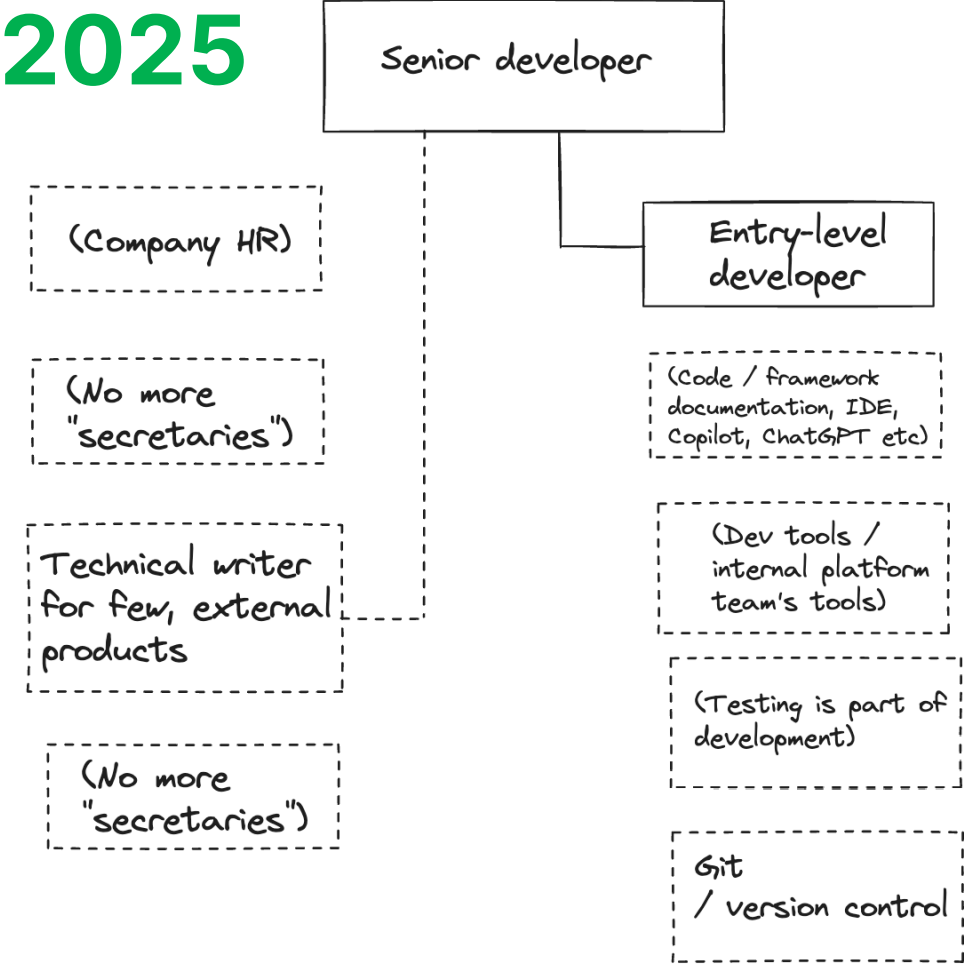 2025
Senior developer
(Company HR)
(No more
"secretaries")
Technical writer
for few, external
products
(No more
"secretaries")
Entry-level
developer
(Code / framework
documentation, IDE,
Copilot, ChatGPT etc)
(Dev tools /
internal platform
team's tools)
(Testing is part of
development)
Git
/ version control